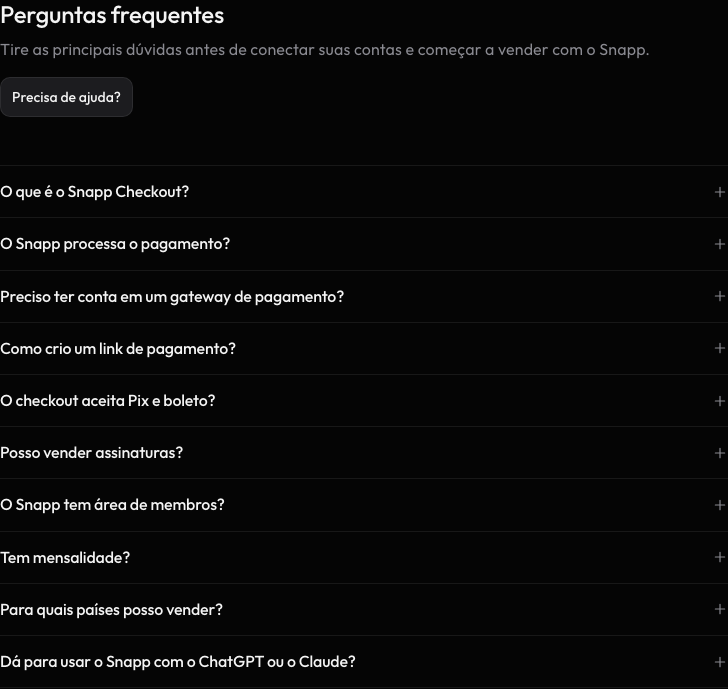 Perguntas frequentes
Tire as principais dúvidas antes de conectar suas contas e começar a vender com o Snapp.
Precisa de ajuda?
O que é o Snapp Checkout?
O Snapp processa o pagamento?
Preciso ter conta em um gateway de pagamento?
Como crio um link de pagamento?
O checkout aceita Pix e boleto?
Posso vender assinaturas?
O Snapp tem área de membros?
Tem mensalidade?
Para quais países posso vender?
Dá para usar o Snapp com o ChatGPT ou o Claude?